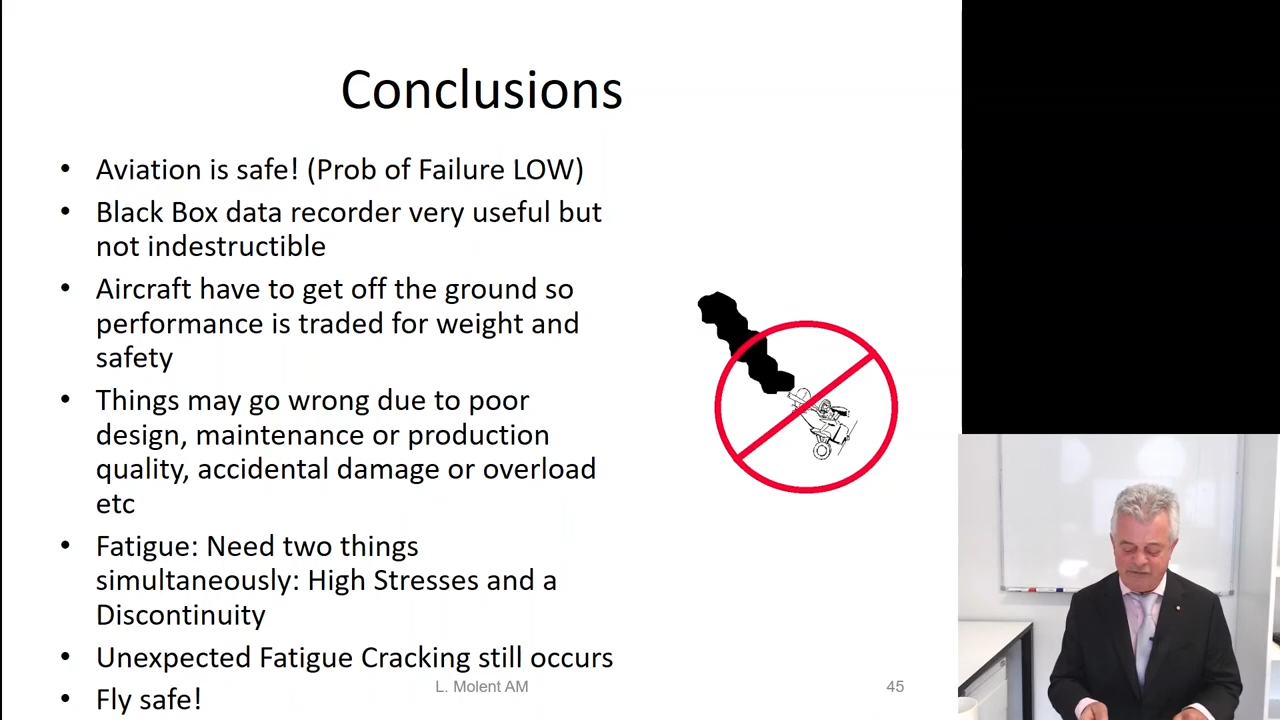 Conclusions
• Aviation is safe! (Prob of Failure LOW)
• Black Box data recorder very useful but
not indestructible
• Aircraft have to get off the ground so
performance is traded for weight and
safety
• Things may go wrong due to poor
design, maintenance or production
quality, accidental damage or overload
etc
• Fatigue: Need two things
simultaneously: High Stresses and a
Discontinuity
• Unexpected Fatigue Cracking still occurs
• Fly safe!
L. Molent AM
45